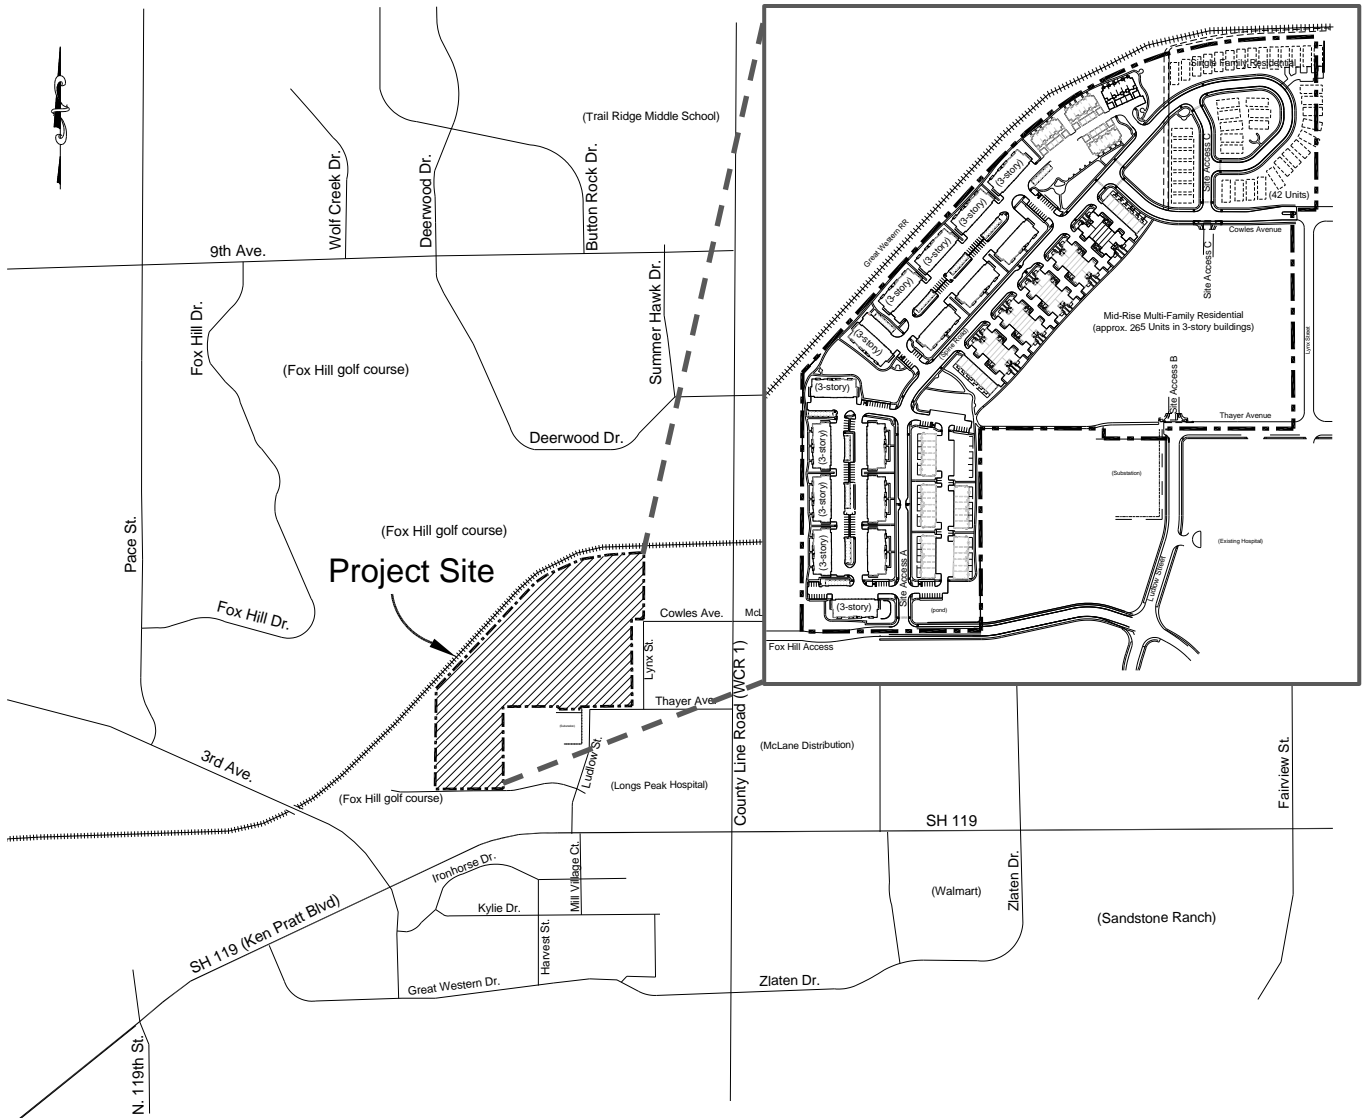 (Trail Ridge Middle School)
Wolf Creek Dr.
Deerwood Dr.
Button Rock Dr.
9th Ave.
Summer Hawk Dr.
Fox Hill Dr.
(Fox Hill golf course)
Deerwood Dr.
Pace St.
(Fox Hill golf course)
Project Site
Fox Hill Dr.
Cowles Ave.
McL
Lynx St.
Thayer Ave.
County Line Road (WCR 1)
3rd Ave.
Ludlow St.
(Fox Hill golf course)
(Longs Peak Hospital)
(McLane Distribution)
Fairview St.
SH 119
Ironhorse Dr.
Mill Village Ct.
Kylie Dr.
Harvest St.
SH 119 (Ken Pratt Blvd)
Great Western Dr.
Zlaten Dr.
Zlaten Dr.
(Walmart)
(Sandstone Ranch)
N. 119th St.
Single Family Residential
Site Access C
(42 Units)
Cowles Avenue
Site Access C
Great Western RR
(3-story)
(3-story)
(3-story)
(3-story)
(3-story)
(3-story)
(Spine Road)
Mid-Rise Multi-Family Residential
(approx. 265 Units in 3-story buildings)
Lynx Street
Site Access B
Thayer Avenue
(3-story)
(3-story)
(3-story)
(3-story)
Site Access A
(pond)
(Substation)
(Existing Hospital)
Ludlow Street
Fox Hill Access